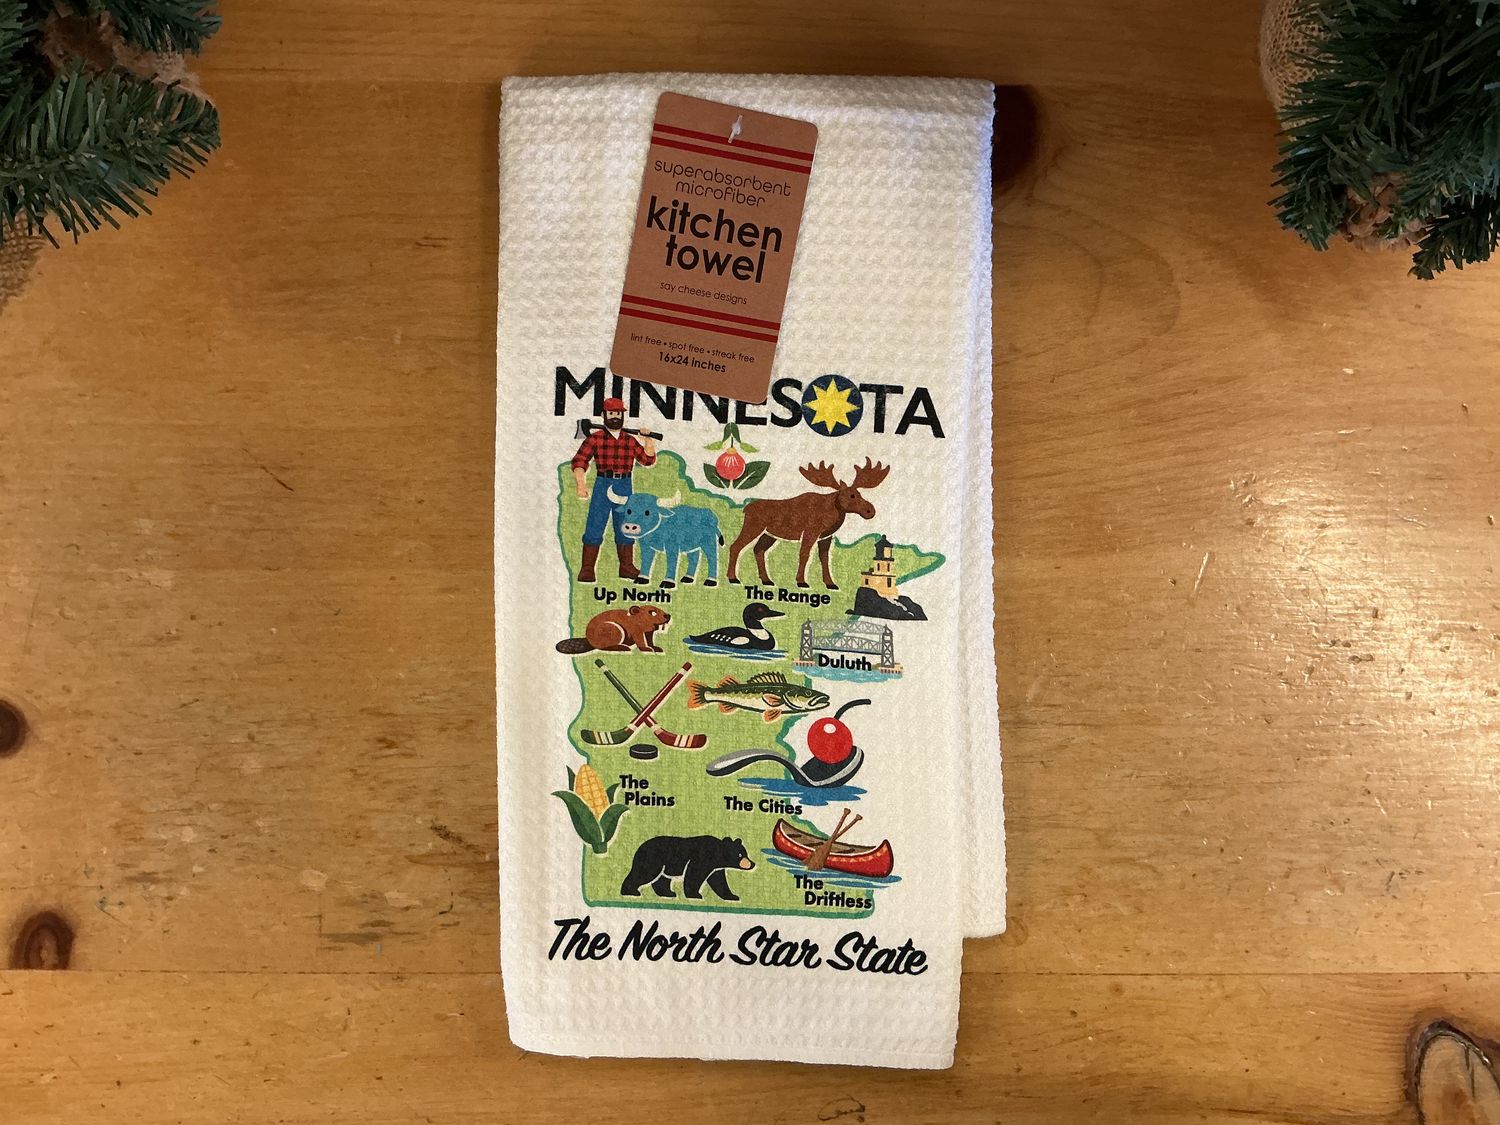 superabsorbent
microfiber
kitchen
towel
say cheese designs
lint free • spot free • streak free
16x24 inches
MINNESOTA
Up North
The Range
Duluth
The
Plains
The Cities
The
Driftless
The North Star State